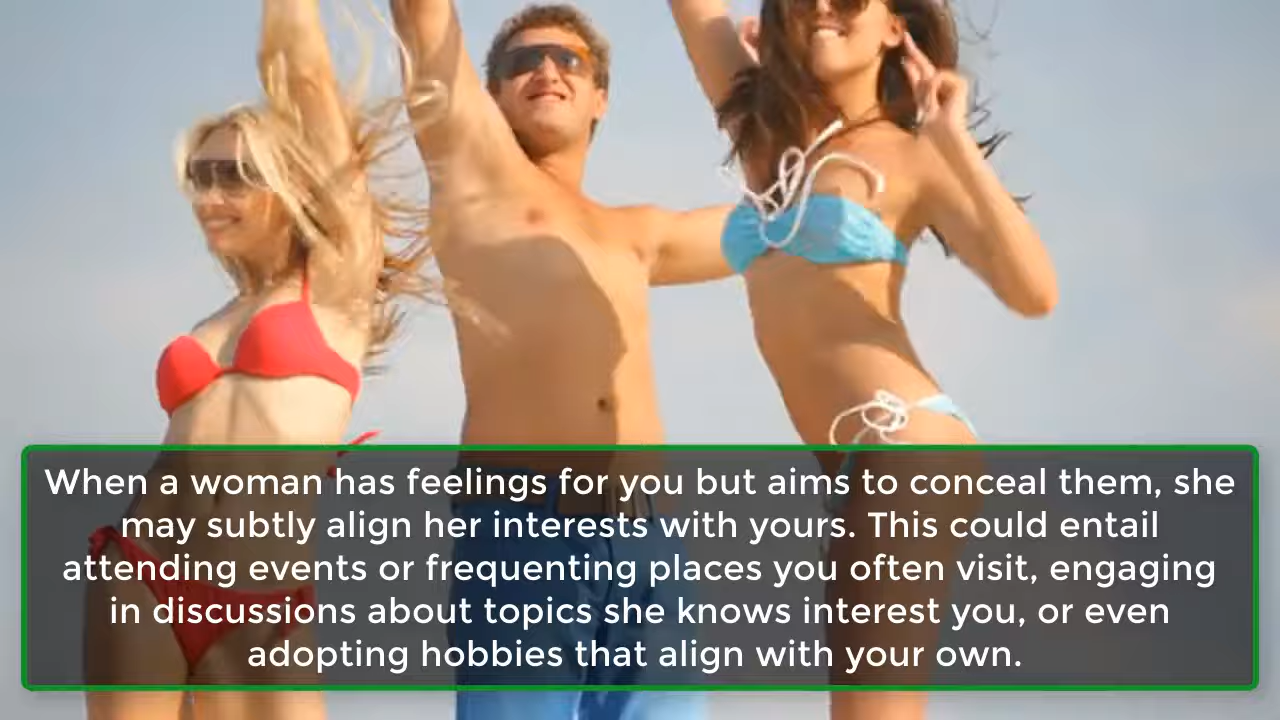 When a woman has feelings for you but aims to conceal them, she
may subtly align her interests with yours. This could entail
attending events or frequenting places you often visit, engaging
in discussions about topics she knows interest you, or even
adopting hobbies that align with your own.